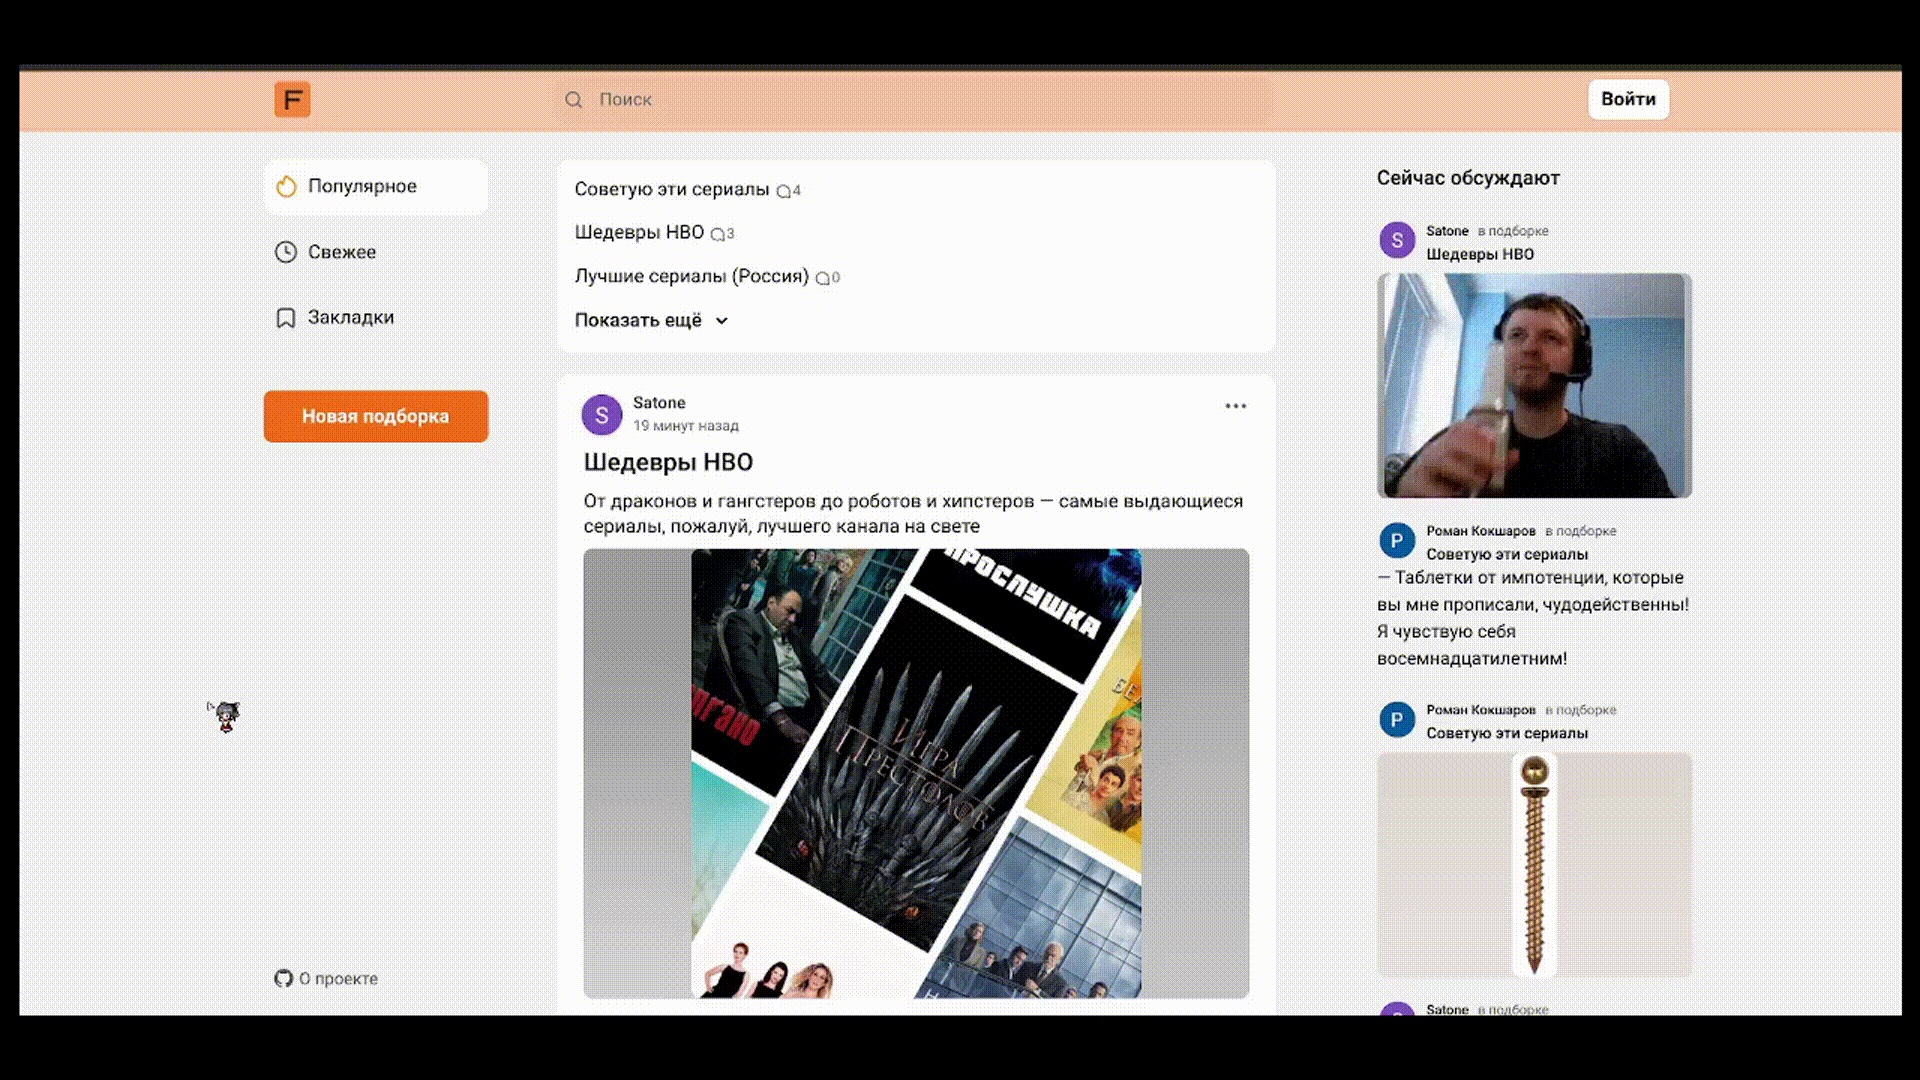 F
Поиск
Войти
Популярное
Свежее
Закладки
Новая подборка
О проекте
Советую эти сериалы 4
Шедевры HBO 3
Лучшие сериалы (Россия) 0
Показать ещё
S
Satone
19 минут назад
Шедевры HBO
От драконов и гангстеров до роботов и хипстеров — самые выдающиеся
сериалы, пожалуй, лучшего канала на свете
ПРОСЛУШКА
ИГРА
ПРЕСТОЛОВ
Сейчас обсуждают
S
Satone в подборке
Шедевры HBO
Р
Роман Кокшаров в подборке
Советую эти сериалы
— Таблетки от импотенции, которые
вы мне прописали, чудодейственны!
Я чувствую себя
восемнадцатилетним!
Р
Роман Кокшаров в подборке
Советую эти сериалы
Satone в подборке